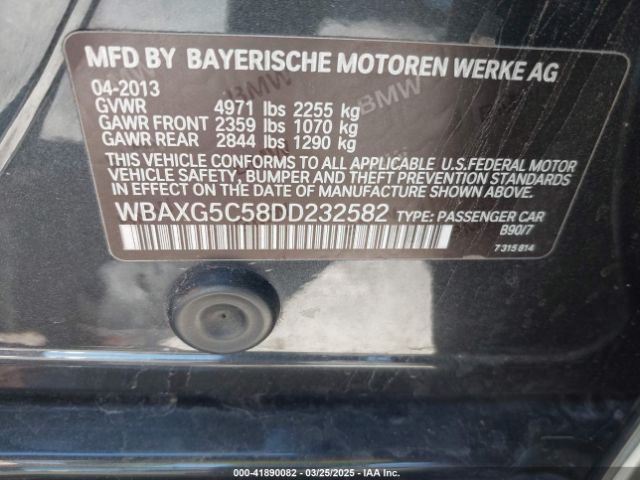 MFD BY BAYERISCHE MOTOREN WERKE AG
04-2013
GVWR 4971 lbs 2255 kg
GAWR FRONT 2359 lbs 1070 kg
GAWR REAR 2844 lbs 1290 kg
THIS VEHICLE CONFORMS TO ALL APPLICABLE U.S.FEDERAL MOTOR
VEHICLE SAFETY, BUMPER AND THEFT PREVENTION STANDARDS
IN EFFECT ON THE DATE OF MANUFACTURE SHOWN ABOVE.
WBAXG5C58DD232582 TYPE: PASSENGER CAR
B90/7
7 315 814
000-41890082 / 03/25/2025 / IAA Inc.